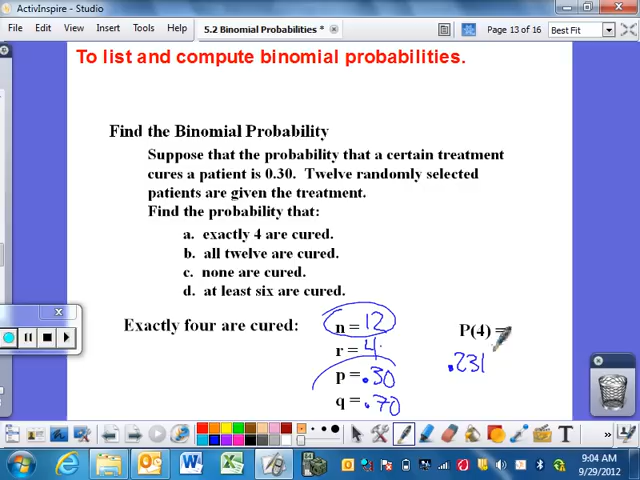 ActivInspire - Studio
File Edit View Insert Tools Help
5.2 Binomial Probabilities *
Page 13 of 16
Best Fit
To list and compute binomial probabilities.
Find the Binomial Probability
Suppose that the probability that a certain treatment
cures a patient is 0.30. Twelve randomly selected
patients are given the treatment.
Find the probability that:
a. exactly 4 are cured.
b. all twelve are cured.
c. none are cured.
d. at least six are cured.
Exactly four are cured:
n = 12
r = 4
p = .30
q = .70
P(4) =
.231
9:04 AM
9/29/2012